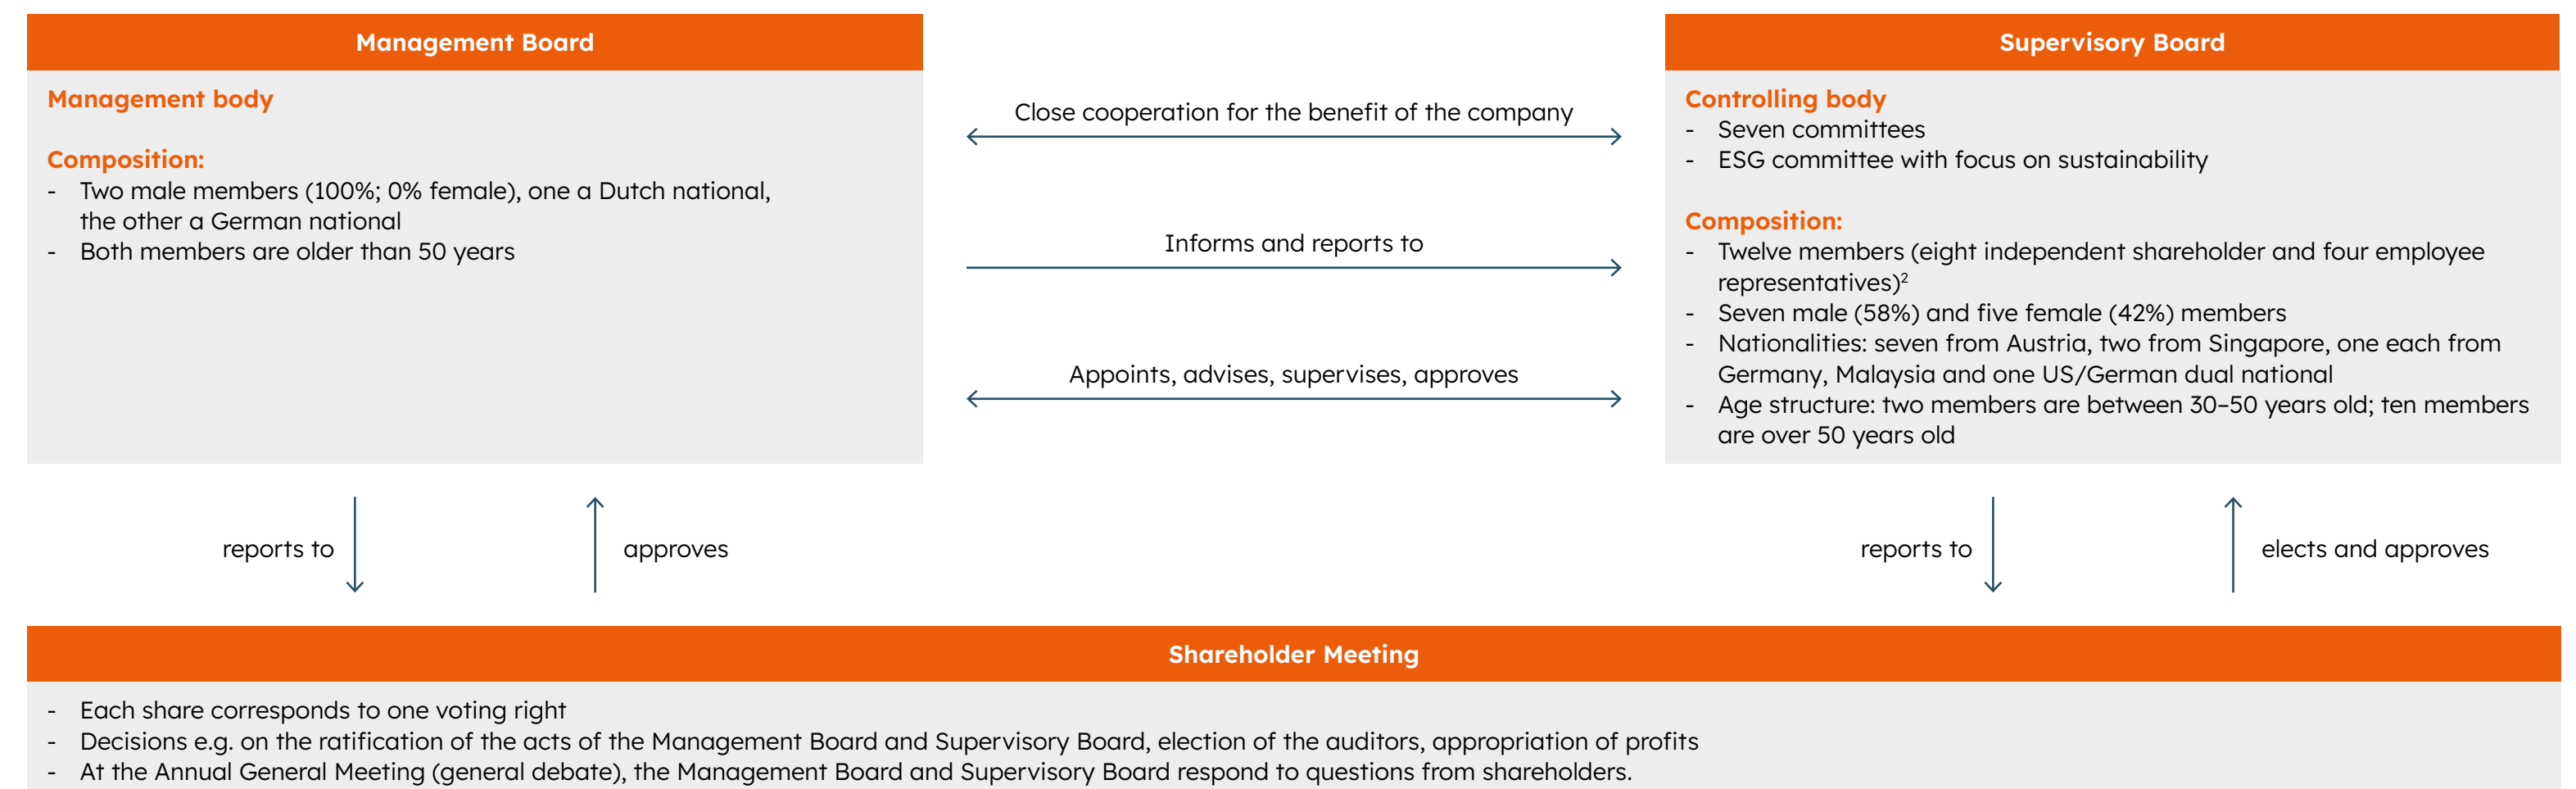 Management Board
Management body
Composition:
- Two male members (100%; 0% female), one a Dutch national,
the other a German national
- Both members are older than 50 years
Close cooperation for the benefit of the company
Informs and reports to
Appoints, advises, supervises, approves
Supervisory Board
Controlling body
- Seven committees
- ESG committee with focus on sustainability
Composition:
- Twelve members (eight independent shareholder and four employee
representatives)²
- Seven male (58%) and five female (42%) members
- Nationalities: seven from Austria, two from Singapore, one each from
Germany, Malaysia and one US/German dual national
- Age structure: two members are between 30–50 years old; ten members
are over 50 years old
reports to
approves
reports to
elects and approves
Shareholder Meeting
- Each share corresponds to one voting right
- Decisions e.g. on the ratification of the acts of the Management Board and Supervisory Board, election of the auditors, appropriation of profits
- At the Annual General Meeting (general debate), the Management Board and Supervisory Board respond to questions from shareholders.